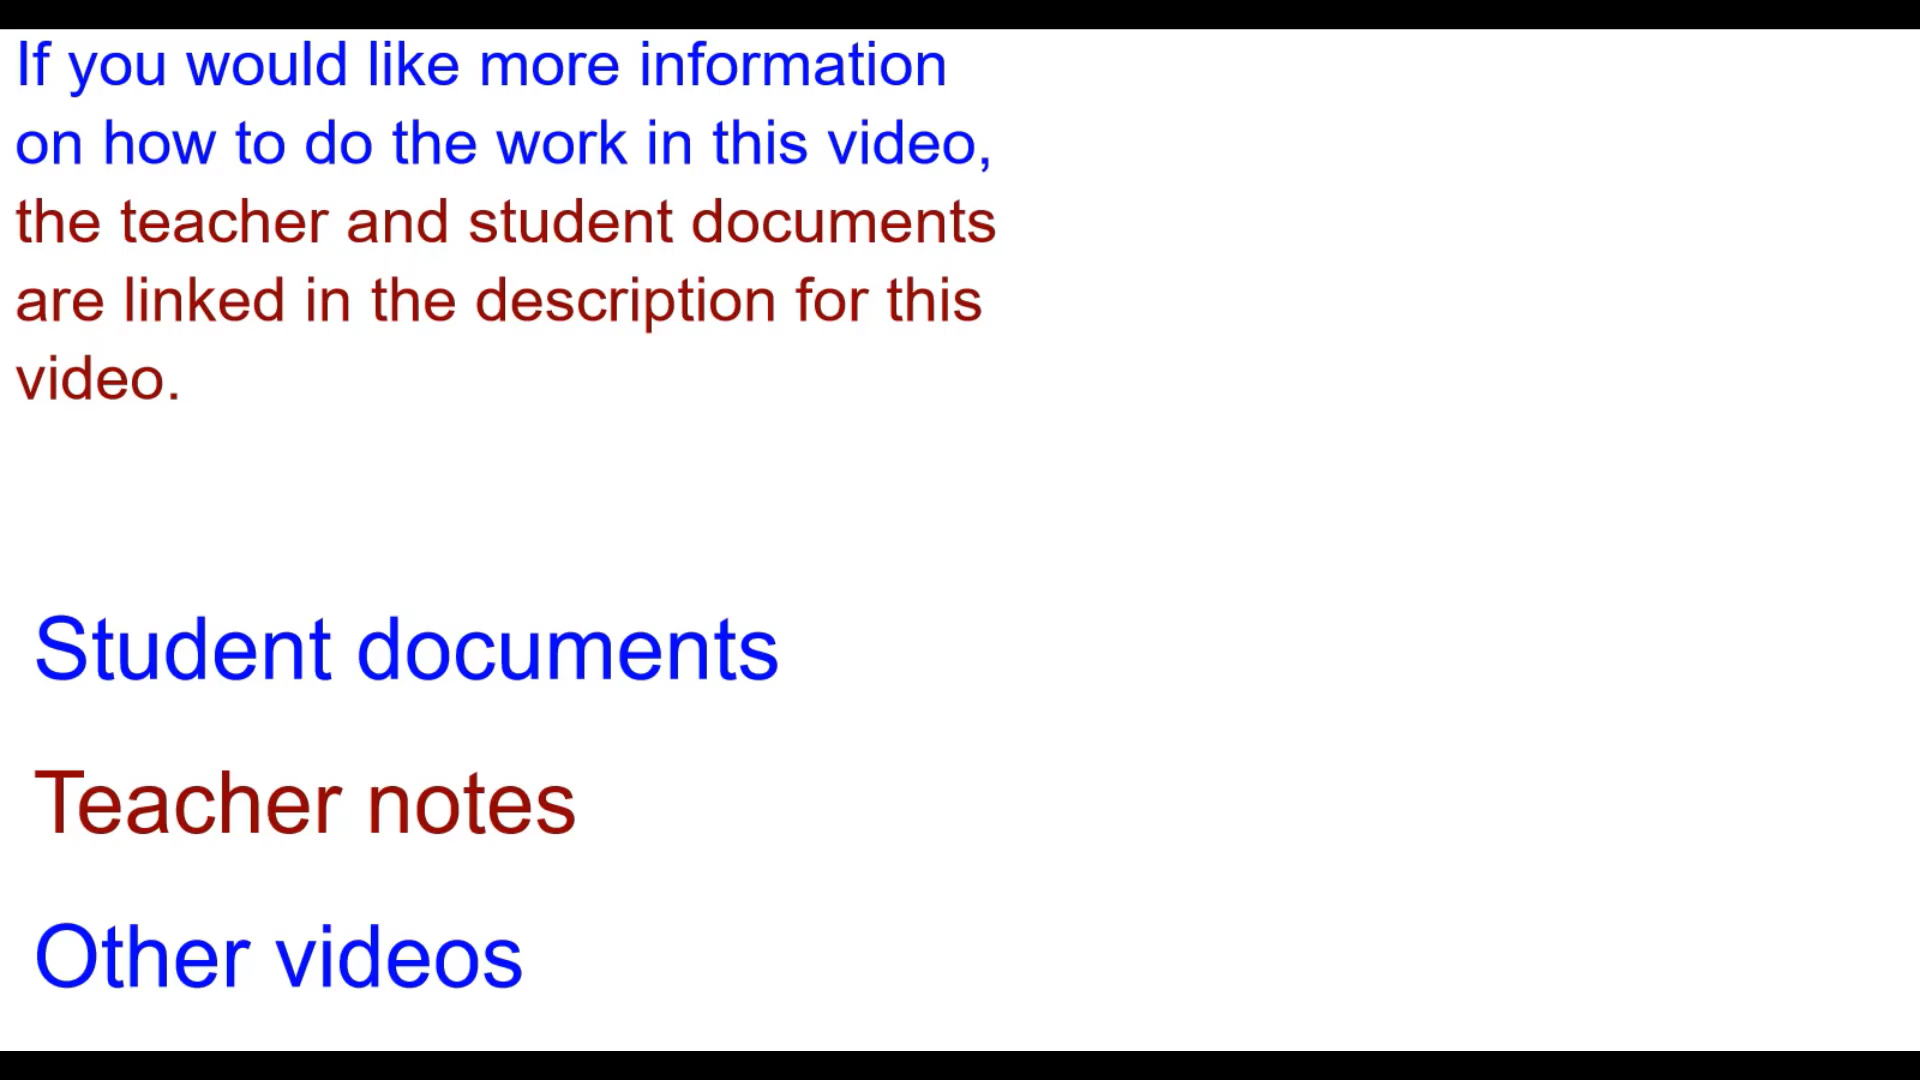 If you would like more information
on how to do the work in this video,
the teacher and student documents
are linked in the description for this
video.
Student documents
Teacher notes
Other videos